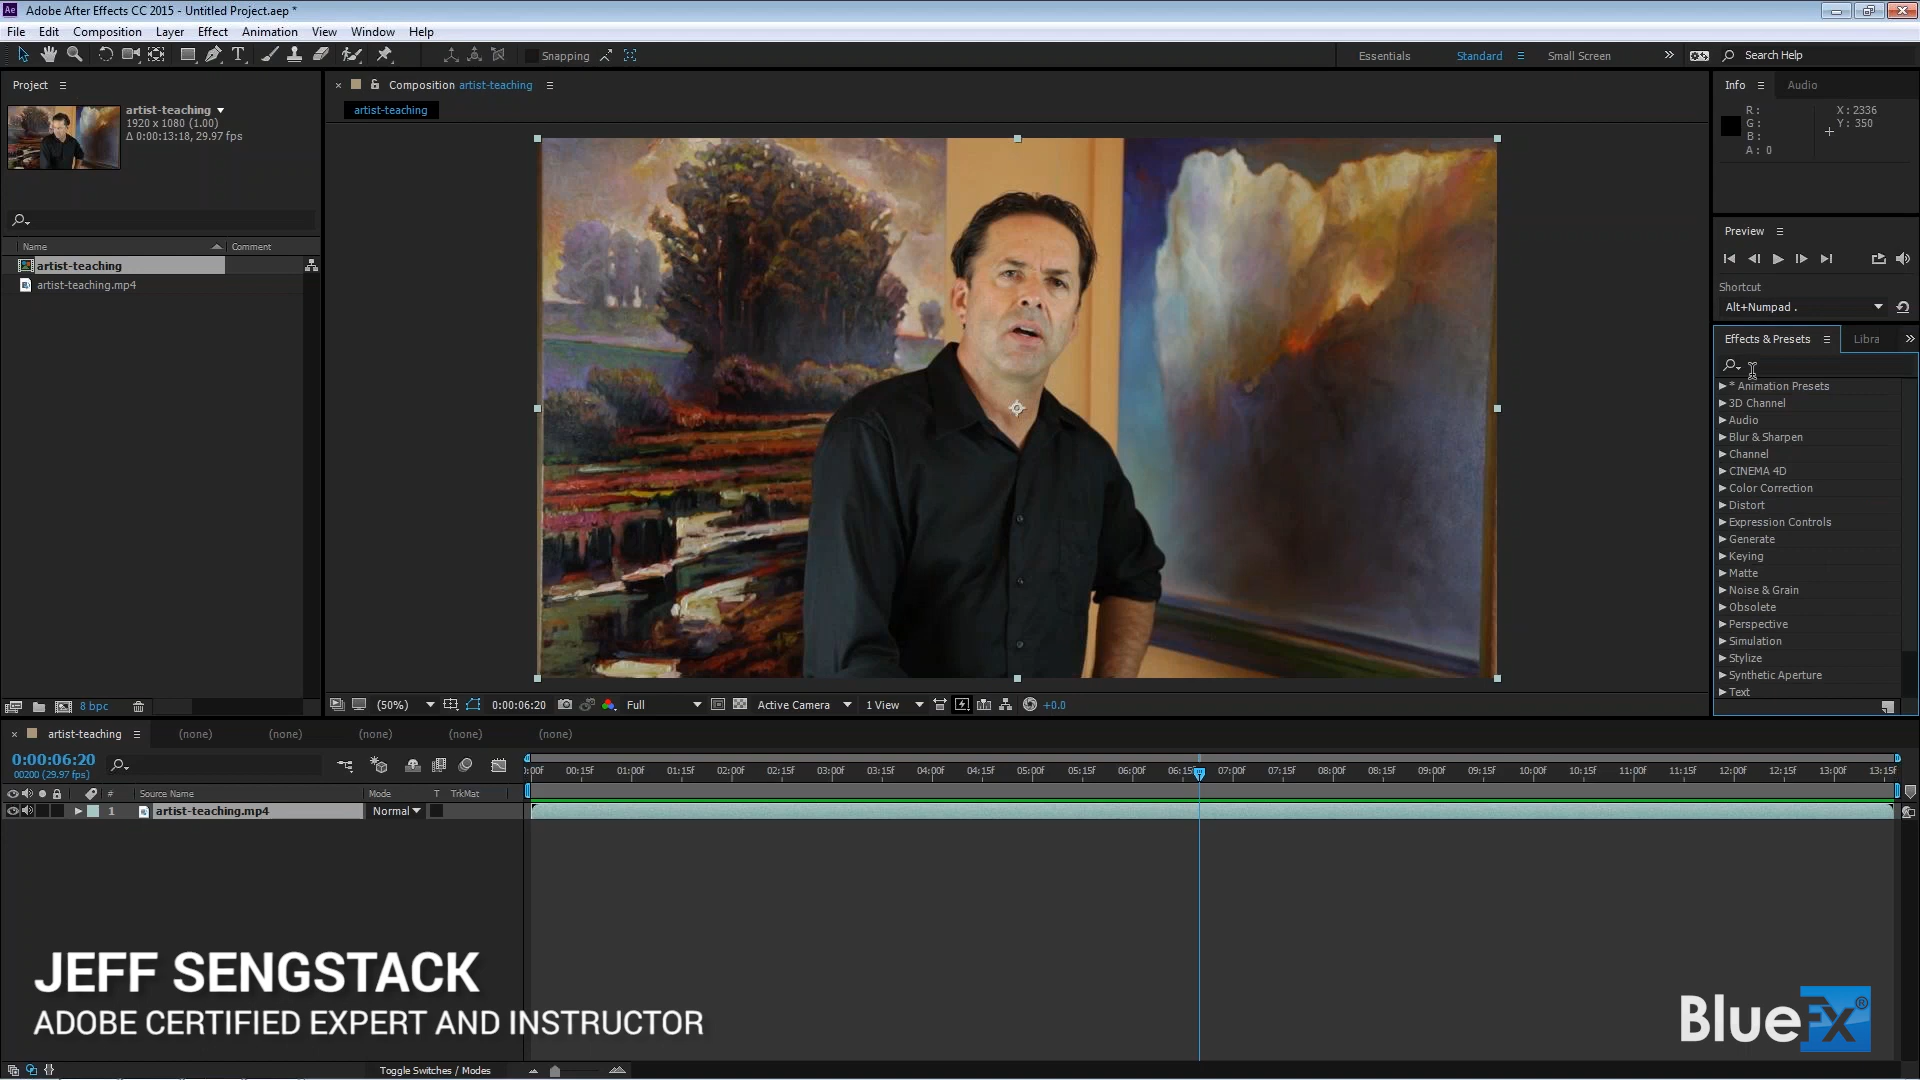 Ae Adobe After Effects CC 2015 - Untitled Project.aep *
File Edit Composition Layer Effect Animation View Window Help
Snapping
Essentials Standard Small Screen Search Help
Project
artist-teaching
1920 x 1080 (1.00)
Δ 0:00:13:18, 29.97 fps
Name Comment
artist-teaching
artist-teaching.mp4
8 bpc
Composition artist-teaching
artist-teaching
(50%) 0:00:06:20 Full Active Camera 1 View +0.0
Info Audio
R :
G :
B :
A : 0
X : 2336
Y : 350
Preview
Shortcut
Alt+Numpad .
Effects & Presets Libra
* Animation Presets
3D Channel
Audio
Blur & Sharpen
Channel
CINEMA 4D
Color Correction
Distort
Expression Controls
Generate
Keying
Matte
Noise & Grain
Obsolete
Perspective
Simulation
Stylize
Synthetic Aperture
Text
artist-teaching (none) (none) (none) (none) (none)
0:00:06:20
00200 (29.97 fps)
:00f 00:15f 01:00f 01:15f 02:00f 02:15f 03:00f 03:15f 04:00f 04:15f 05:00f 05:15f 06:00f 06:15f 07:00f 07:15f 08:00f 08:15f 09:00f 09:15f 10:00f 10:15f 11:00f 11:15f 12:00f 12:15f 13:00f 13:15f
# Source Name Mode T TrkMat
1 artist-teaching.mp4 Normal
JEFF SENGSTACK
ADOBE CERTIFIED EXPERT AND INSTRUCTOR
BlueFX®
Toggle Switches / Modes